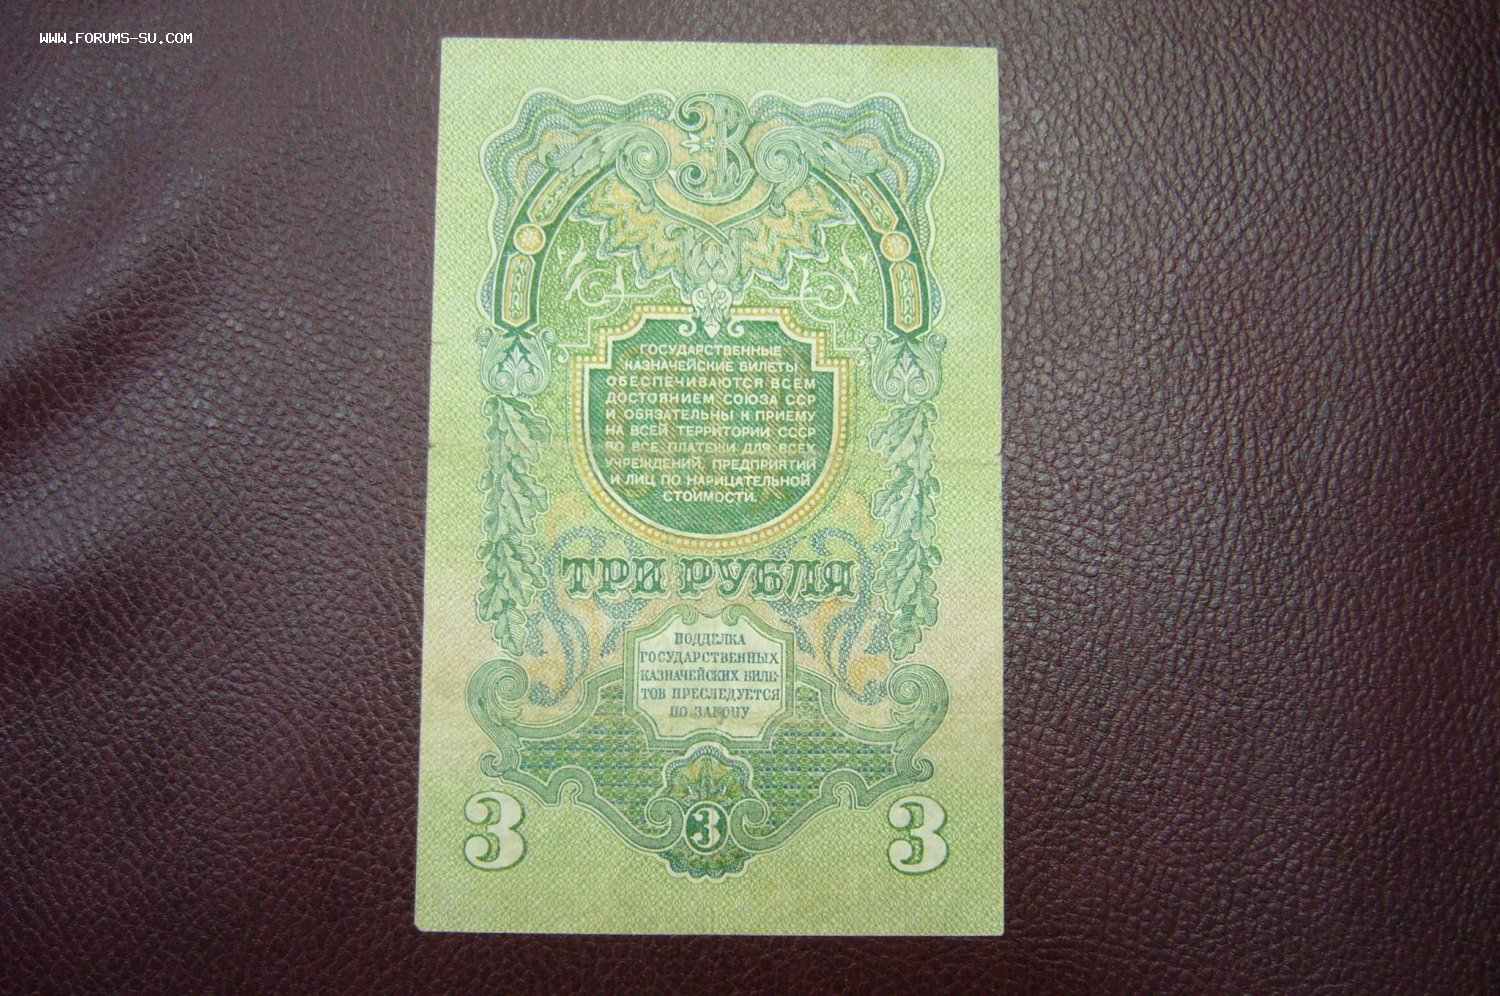 www.forums-su.com
3
ГОСУДАРСТВЕННЫЕ
КАЗНАЧЕЙСКИЕ БИЛЕТЫ
ОБЕСПЕЧИВАЮТСЯ ВСЕМ
ДОСТОЯНИЕМ СОЮЗА ССР
И ОБЯЗАТЕЛЬНЫ К ПРИЕМУ
НА ВСЕЙ ТЕРРИТОРИИ СССР
ВО ВСЕ ПЛАТЕЖИ ДЛЯ ВСЕХ
УЧРЕЖДЕНИЙ, ПРЕДПРИЯТИЙ
И ЛИЦ ПО НАРИЦАТЕЛЬНОЙ
СТОИМОСТИ.
ТРИ РУБЛЯ
ПОДДЕЛКА
ГОСУДАРСТВЕННЫХ
КАЗНАЧЕЙСКИХ БИЛЕ-
ТОВ ПРЕСЛЕДУЕТСЯ
ПО ЗАКОНУ
3 3 3